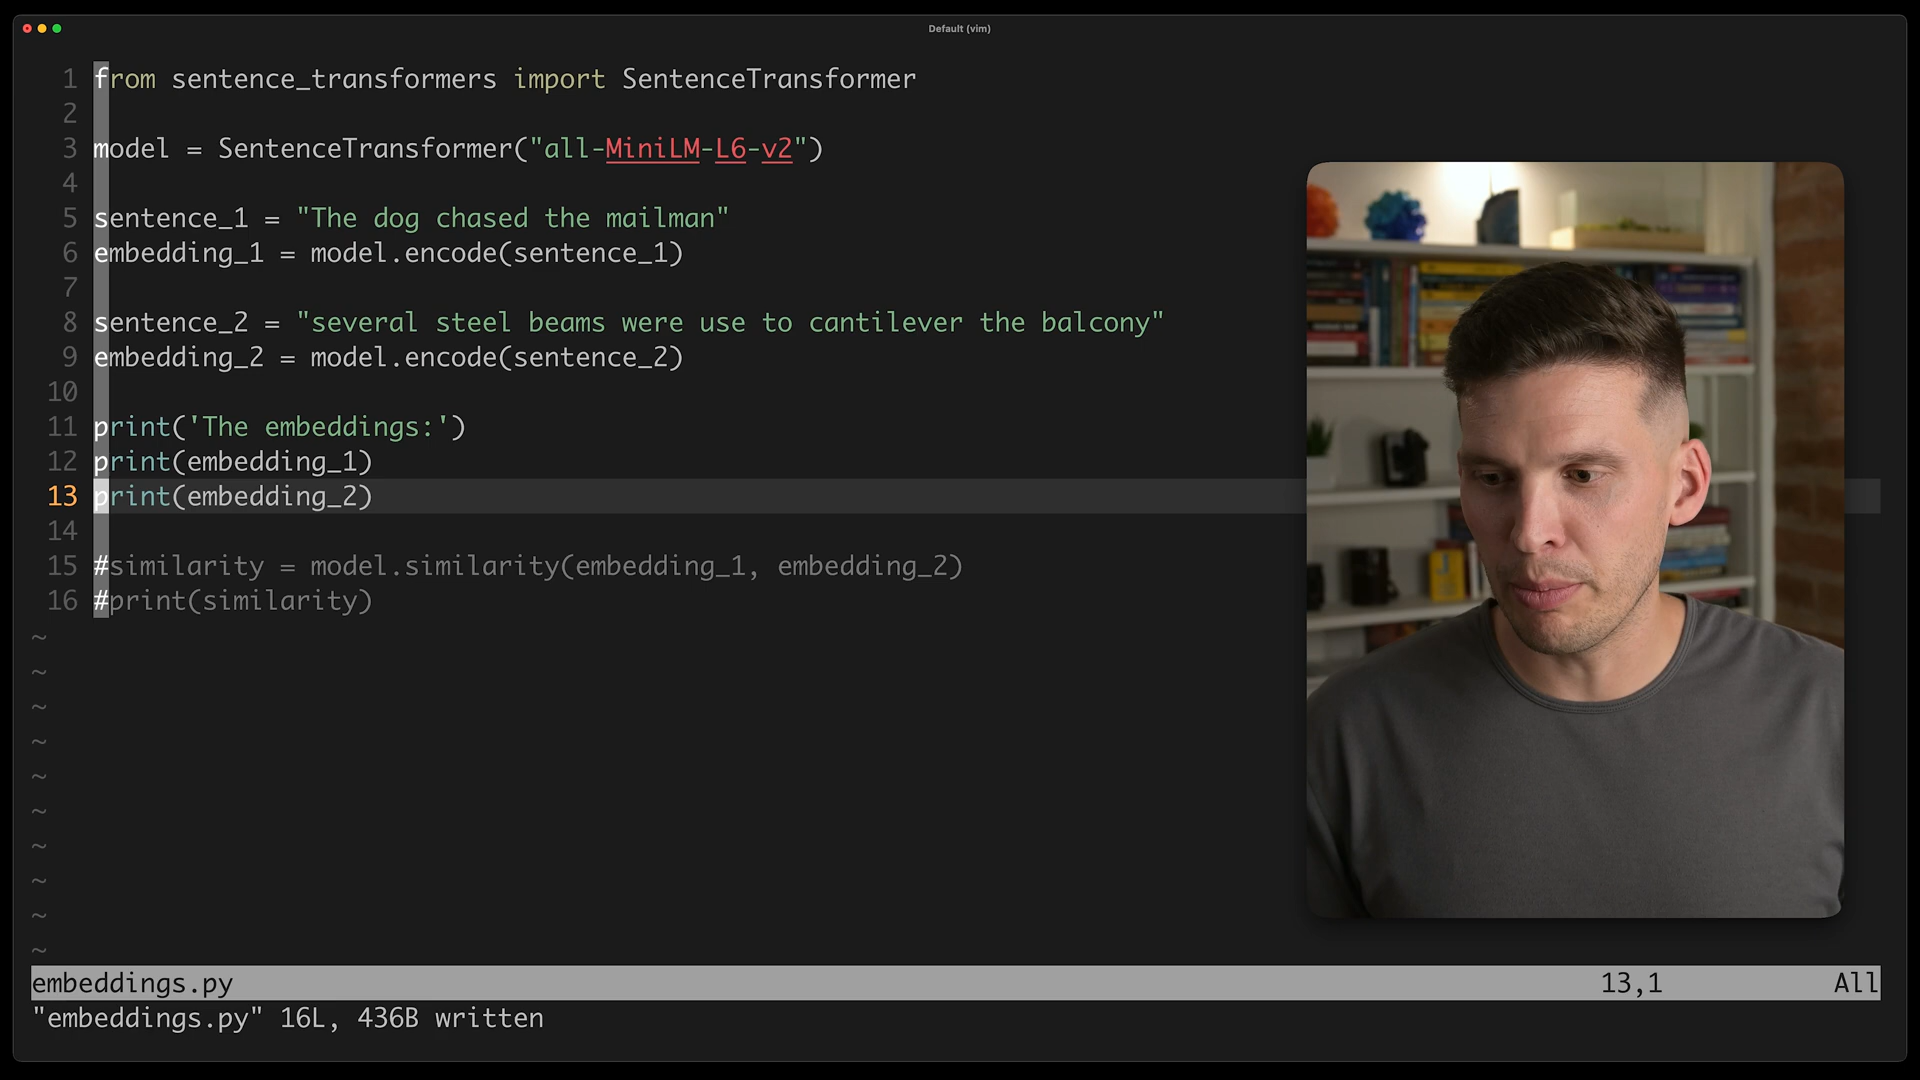 Default (vim)
1 from sentence_transformers import SentenceTransformer
2
3 model = SentenceTransformer("all-MiniLM-L6-v2")
4
5 sentence_1 = "The dog chased the mailman"
6 embedding_1 = model.encode(sentence_1)
7
8 sentence_2 = "several steel beams were use to cantilever the balcony"
9 embedding_2 = model.encode(sentence_2)
10
11 print('The embeddings:')
12 print(embedding_1)
13 print(embedding_2)
14
15 #similarity = model.similarity(embedding_1, embedding_2)
16 #print(similarity)
~
~
~
~
~
~
~
~
~
~
embeddings.py 13,1 All
"embeddings.py" 16L, 436B written